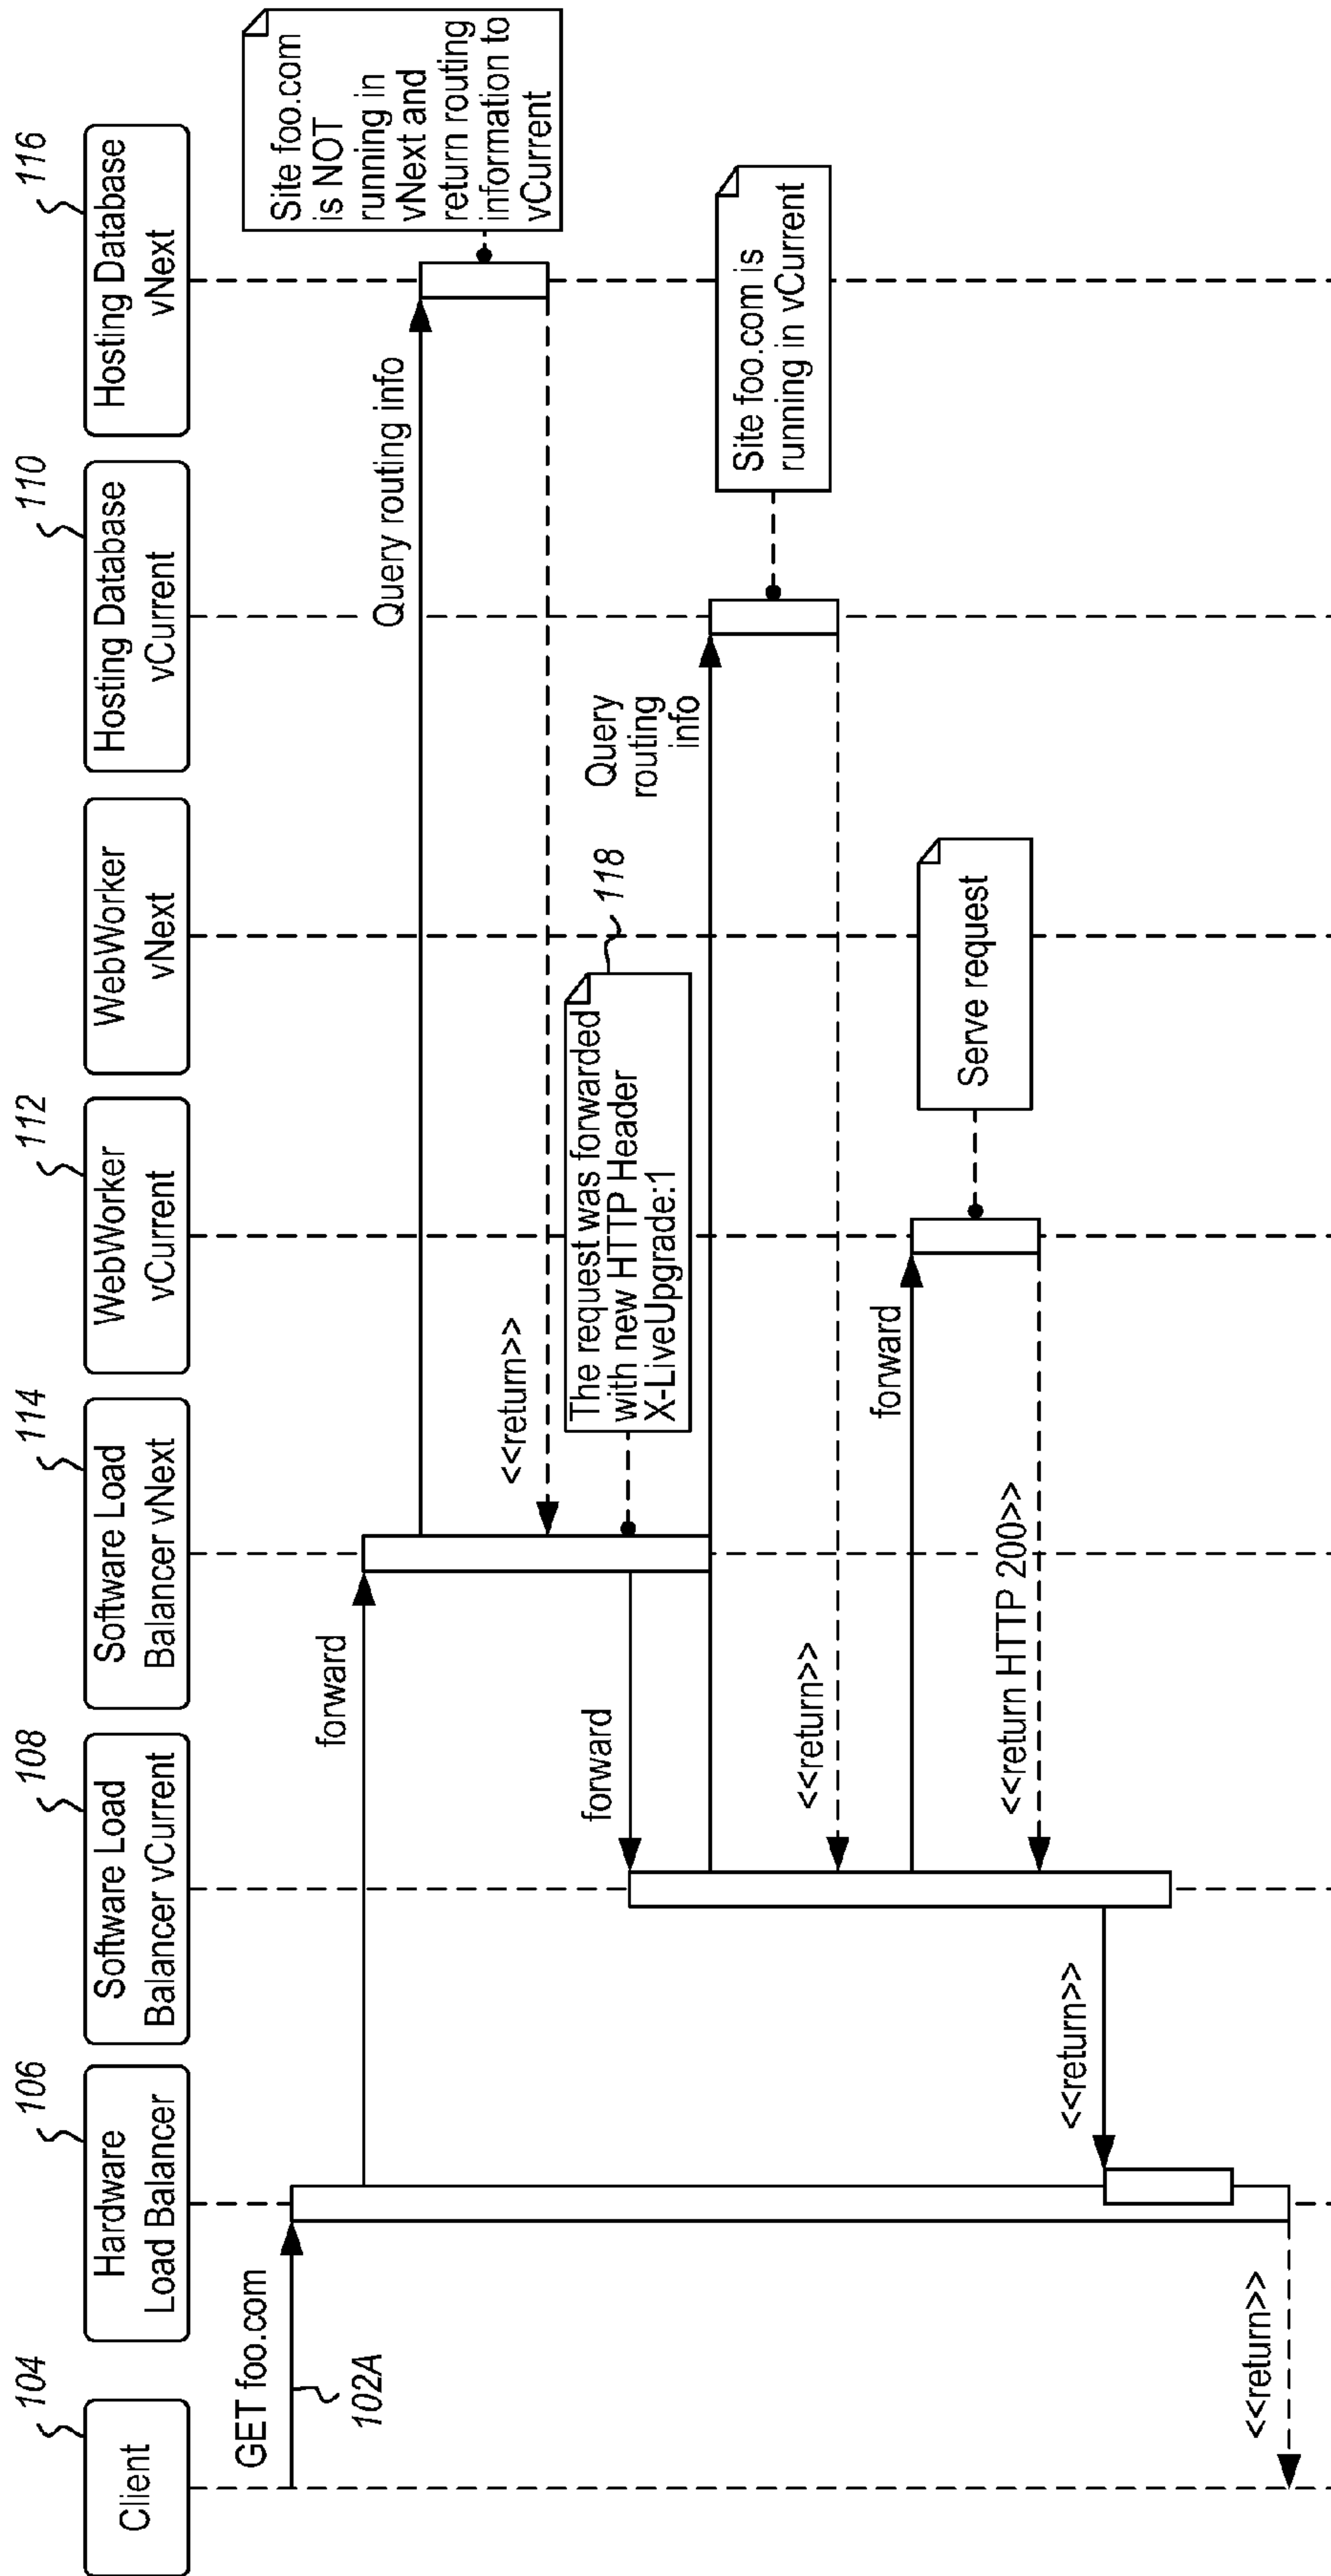 104
106
108
114
112
110
116
Client
Hardware
Load Balancer
Software Load
Balancer vCurrent
Software Load
Balancer vNext
WebWorker
vCurrent
WebWorker
vNext
Hosting Database
vCurrent
Hosting Database
vNext
GET foo.com
102A
forward
Query routing info
Site foo.com
is NOT
running in
vNext and
return routing
information to
vCurrent
<<return>>
The request was forwarded
with new HTTP Header
X-LiveUpgrade:1
118
forward
Query
routing
info
Site foo.com is
running in vCurrent
<<return>>
forward
Serve request
<<return HTTP 200>>
<<return>>
<<return>>